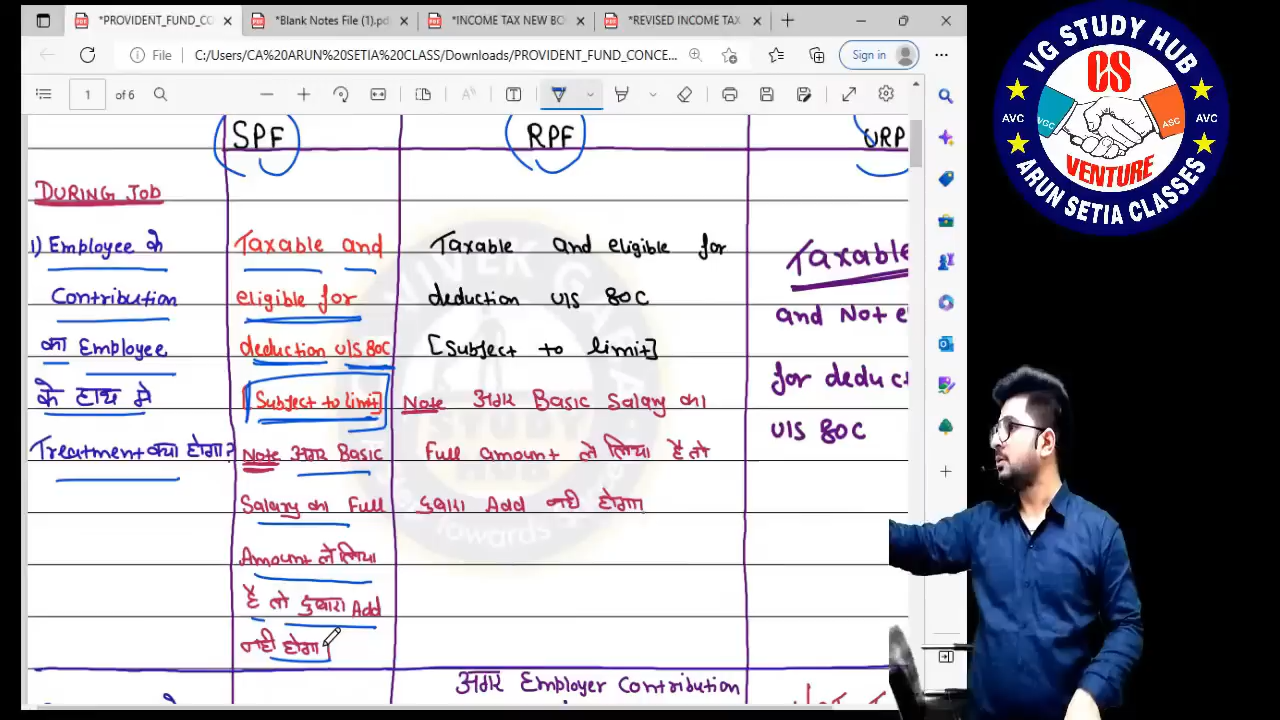 *PROVIDENT_FUND_CO
*Blank Notes File (1).pd
*INCOME TAX NEW BO
*REVISED INCOME TAX
File
C:/Users/CA%20ARUN%20SETIA%20CLASS/Downloads/PROVIDENT_FUND_CONCE...
Sign in
1 of 6
SPF
RPF
URP
DURING JOB
1) Employee के
Contribution
का Employee
के हाथ मे
Treatment क्या होगा?
Taxable and
eligible for
deduction U/S 80C
[Subject to limit]
Note अगर Basic
Salary का Full
Amount ले लिया
है तो दुबारा Add
नही होगा
Taxable and eligible for
deduction U/S 80C
[Subject to limit]
Note अगर Basic Salary का
Full amount ले लिया है तो
दुबारा Add नही होगा
अगर Employer Contribution
Taxable
and Not e
for deduct
U/S 80C
VG STUDY HUB
CS
AVC
AVC
VGC
ASC
VENTURE
ARUN SETIA CLASSES